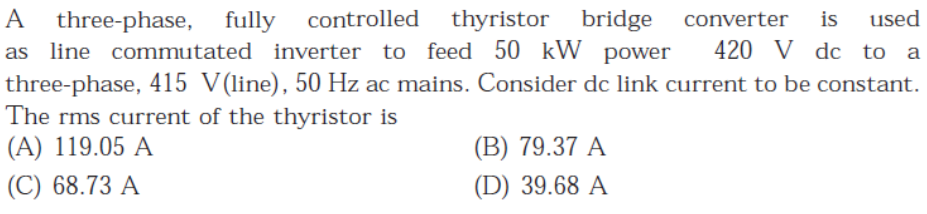 A three-phase, fully controlled thyristor bridge converter is used
as line commutated inverter to feed 50 kW power 420 V dc to a
three-phase, 415 V(line), 50 Hz ac mains. Consider dc link current to be constant.
The rms current of the thyristor is
(A) 119.05 A (B) 79.37 A
(C) 68.73 A (D) 39.68 A